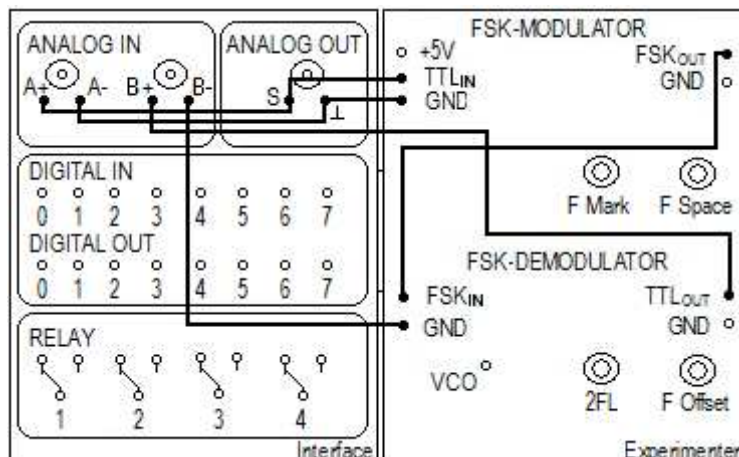 ANALOG IN
A+ A- B+ B-
ANALOG OUT
S ⊥
DIGITAL IN
0 1 2 3 4 5 6 7
DIGITAL OUT
0 1 2 3 4 5 6 7
RELAY
1 2 3 4
Interface
FSK-MODULATOR
+5V
TTLIN
GND
FSKOUT
GND
F Mark F Space
FSK-DEMODULATOR
FSKIN
GND
TTLOUT
GND
VCO
2FL F Offset
Experimenter